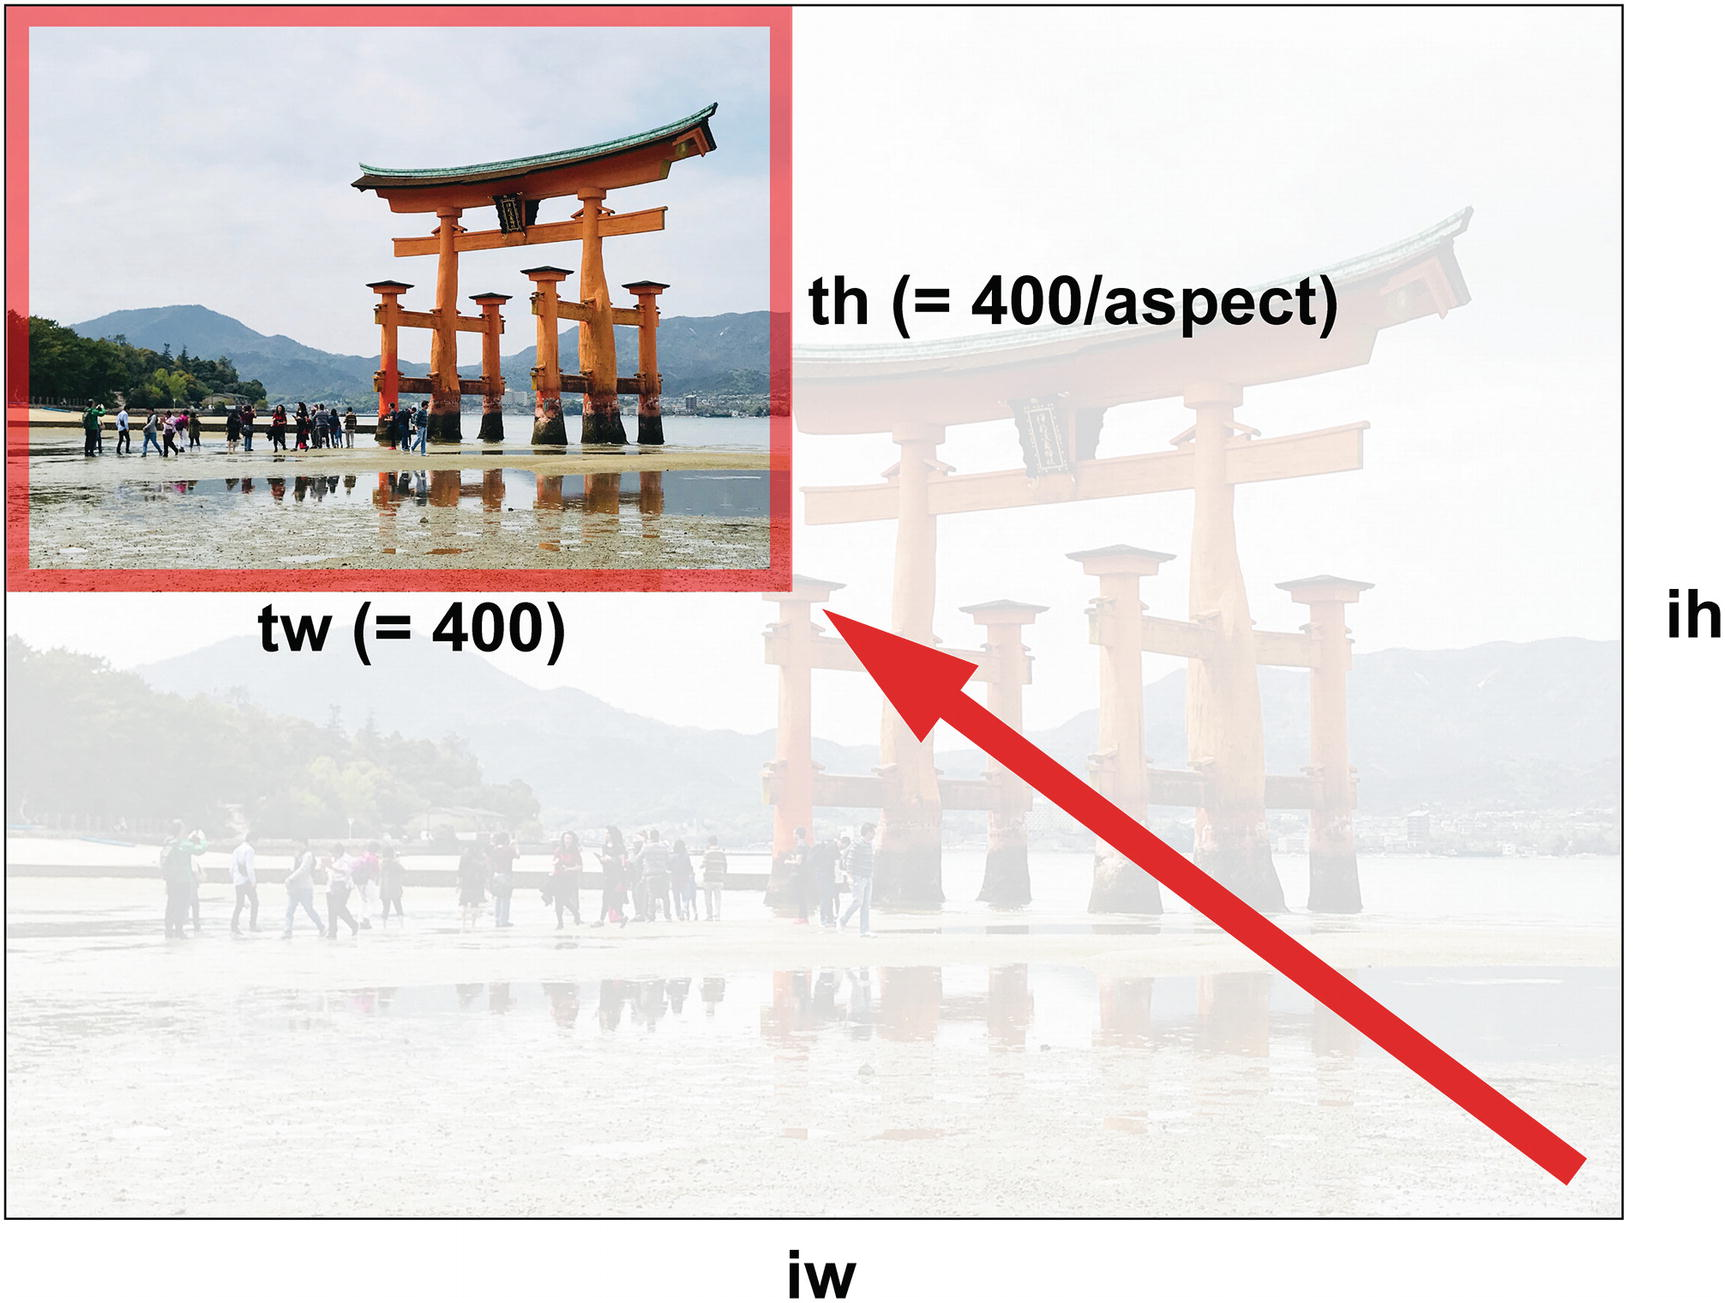 th (= 400/aspect)
tw (= 400)
ih
iw